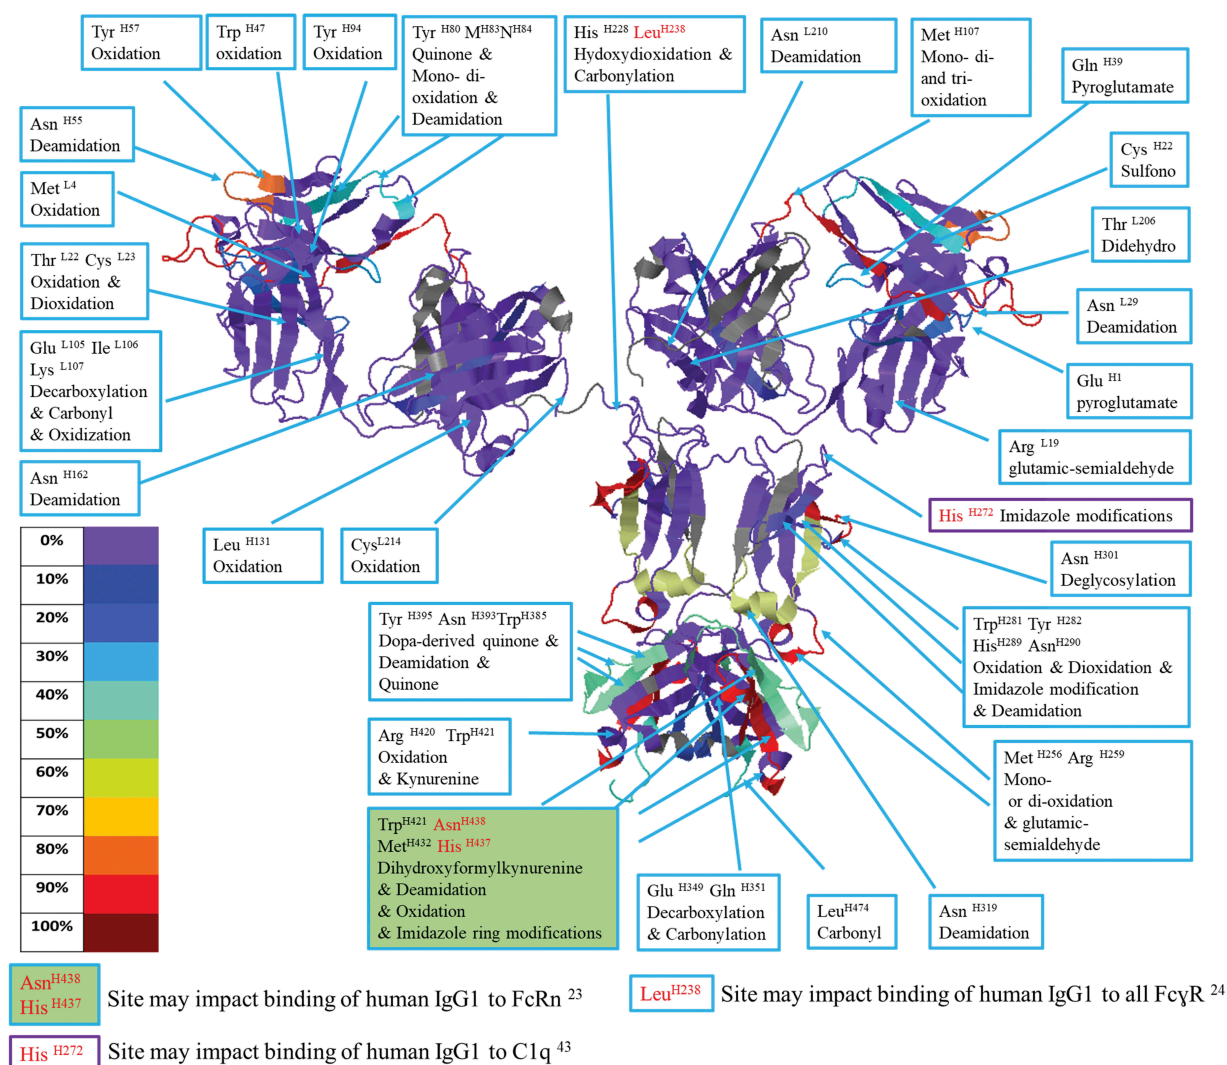 Tyr H57
Oxidation
Trp H47
oxidation
Tyr H94
Oxidation
Tyr H80 MH83NH84
Quinone &
Mono- di-
oxidation &
Deamidation
His H228 LeuH238
Hydoxydioxidation &
Carbonylation
Asn L210
Deamidation
Met H107
Mono- di-
and tri-
oxidation
Gln H39
Pyroglutamate
Asn H55
Deamidation
Cys H22
Sulfono
Met L4
Oxidation
Thr L206
Didehydro
Thr L22 Cys L23
Oxidation &
Dioxidation
Asn L29
Deamidation
Glu L105 Ile L106
Lys L107
Decarboxylation
& Carbonyl
& Oxidization
Glu H1
pyroglutamate
Arg L19
glutamic-semialdehyde
Asn H162
Deamidation
His H272 Imidazole modifications
Leu H131
Oxidation
CysL214
Oxidation
Asn H301
Deglycosylation
0%
10%
20%
30%
40%
50%
60%
70%
80%
90%
100%
Tyr H395 Asn H393TrpH385
Dopa-derived quinone &
Deamidation &
Quinone
TrpH281 Tyr H282
HisH289 AsnH290
Oxidation & Dioxidation &
Imidazole modification
& Deamidation
Arg H420 TrpH421
Oxidation
& Kynurenine
Met H256 Arg H259
Mono-
or di-oxidation
& glutamic-
semialdehyde
TrpH421 AsnH438
MetH432 His H437
Dihydroxyformylkynurenine
& Deamidation
& Oxidation
& Imidazole ring modifications
Glu H349 Gln H351
Decarboxylation
& Carbonylation
LeuH474
Carbonyl
Asn H319
Deamidation
AsnH438
His H437
Site may impact binding of human IgG1 to FcRn 23
LeuH238
Site may impact binding of human IgG1 to all FcɣR 24
His H272
Site may impact binding of human IgG1 to C1q 43